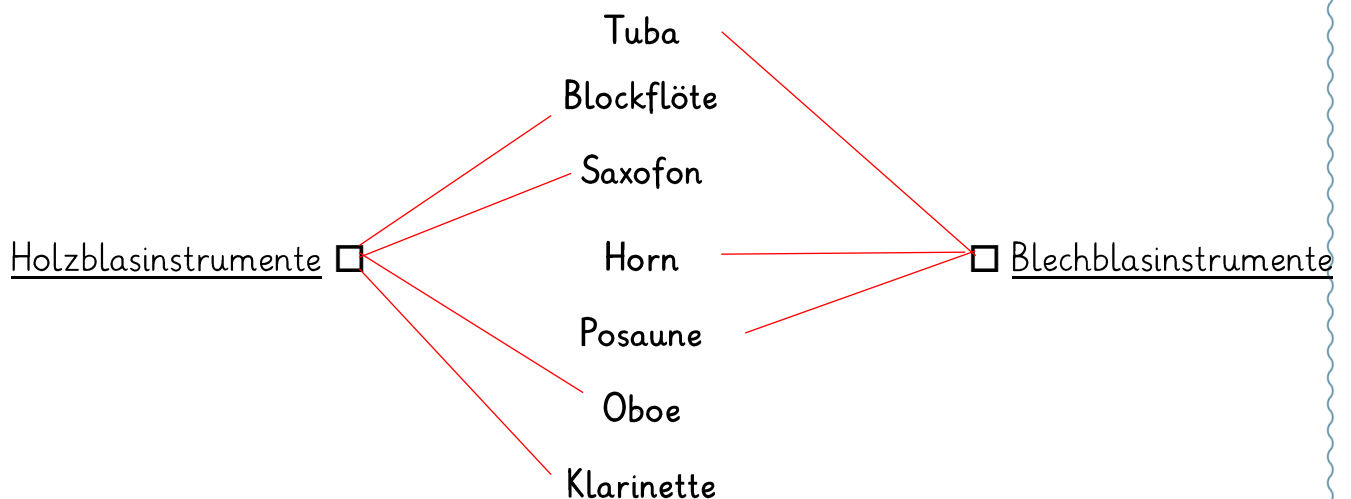 Tuba
Blockflöte
Saxofon
Holzblasinstrumente Horn Blechblasinstrumente
Posaune
Oboe
Klarinette